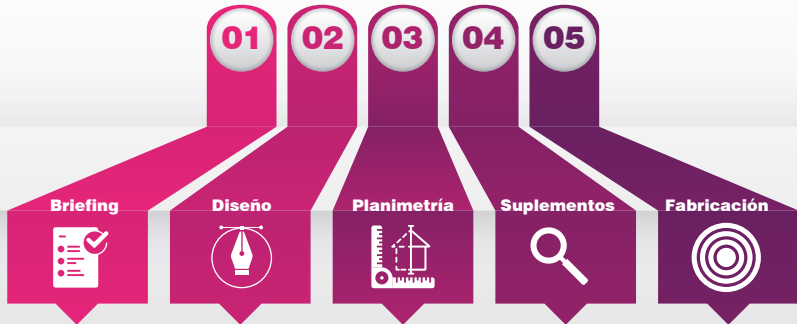 01
02
03
04
05
Briefing
Diseño
Planimetría
Suplementos
Fabricación